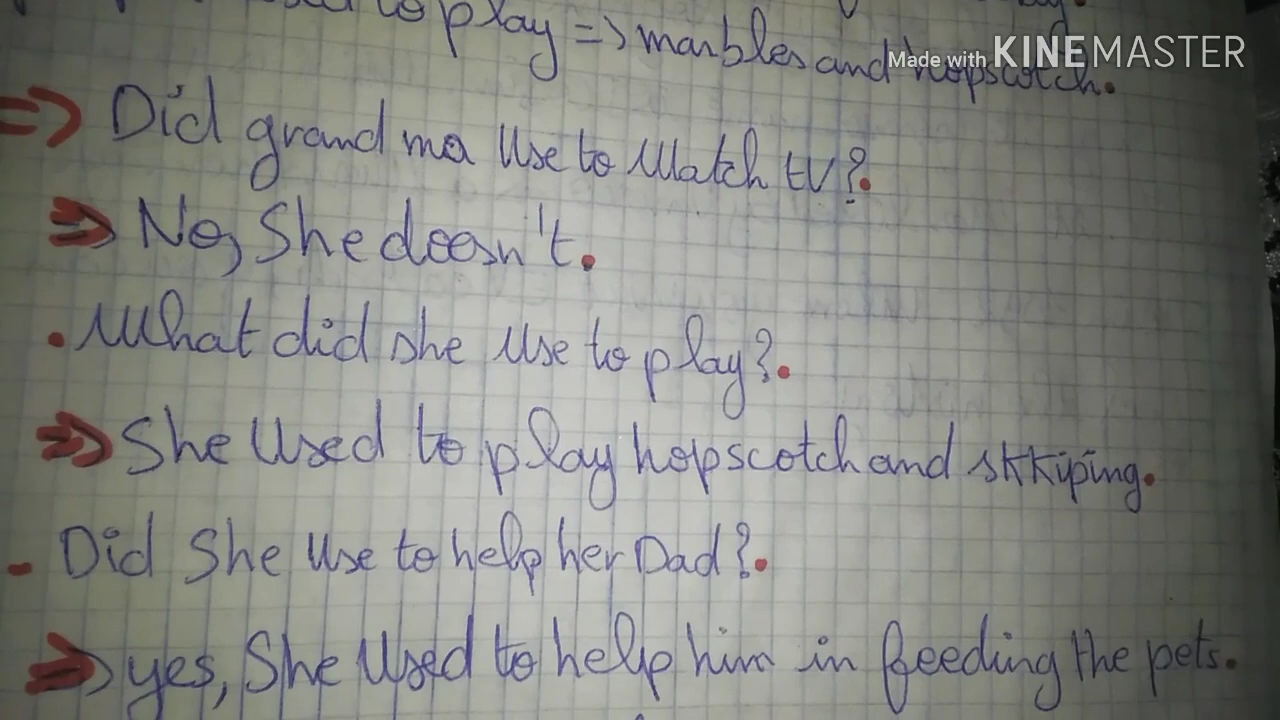 to play => marbles and hopscotch.
Made with KINEMASTER
=> Did grand ma use to Watch tV?.
=> No, She deosn't.
. What did she use to play?.
=> She used to play hopscotch and skkiping.
- Did She use to help her Dad?.
=> yes, She used to help him in feeding the pets.